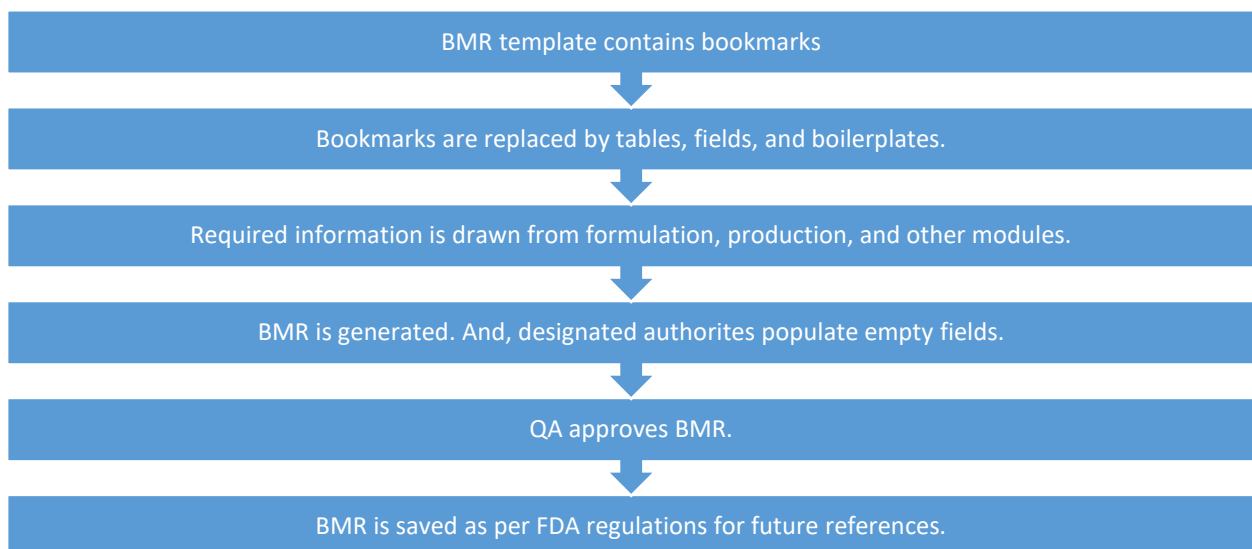 BMR template contains bookmarks
Bookmarks are replaced by tables, fields, and boilerplates.
Required information is drawn from formulation, production, and other modules.
BMR is generated. And, designated authorites populate empty fields.
QA approves BMR.
BMR is saved as per FDA regulations for future references.